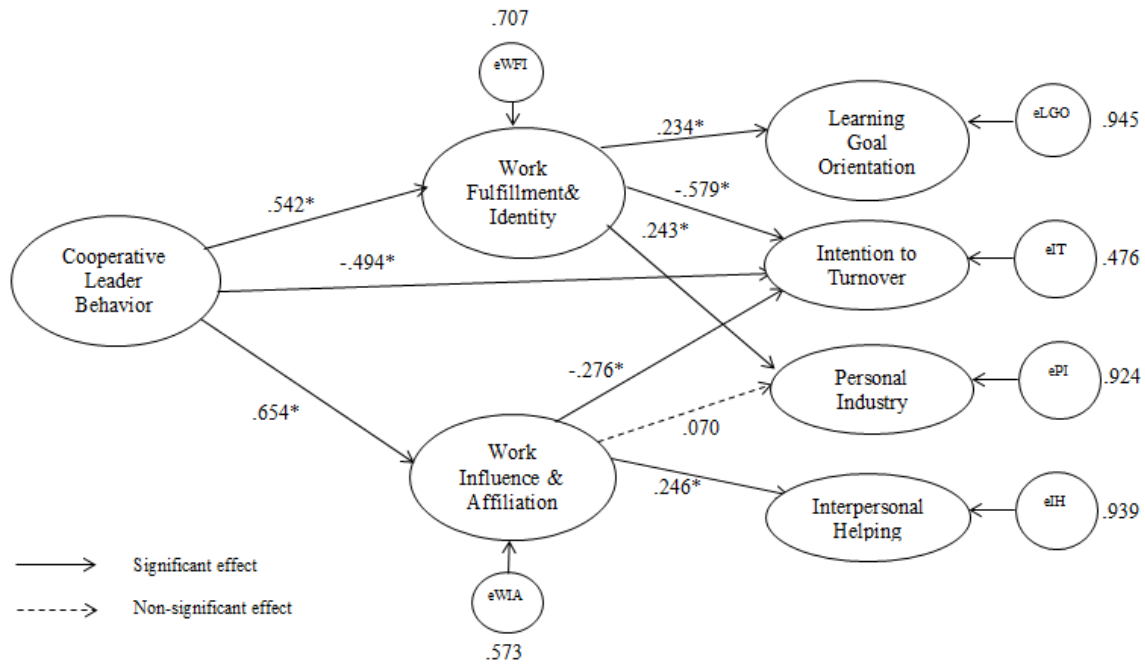 .707
eWFI
Learning
Goal
Orientation
eLGO
.945
.234*
Work
Fulfillment&
Identity
-.579*
.542*
.243*
Cooperative
Leader
Behavior
-.494*
Intention to
Turnover
eIT
.476
-.276*
Personal
Industry
ePI
.924
.654*
.070
Work
Influence &
Affiliation
.246*
Interpersonal
Helping
eIH
.939
Significant effect
eWIA
Non-significant effect
.573